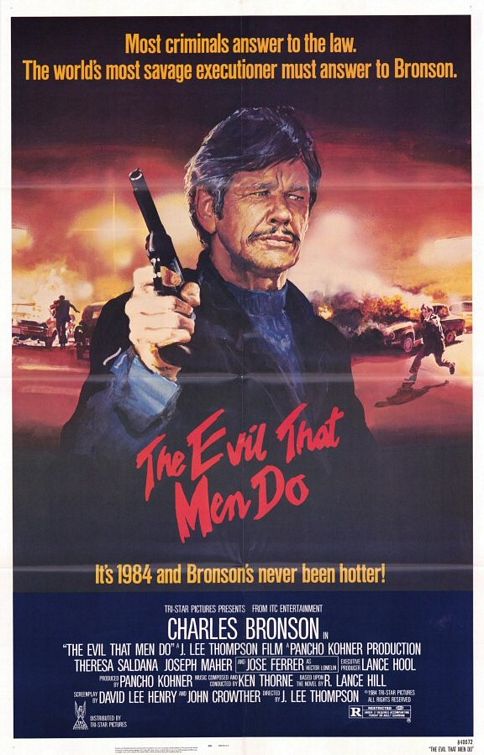 Most criminals answer to the law.
The world's most savage executioner must answer to Bronson.
The Evil That
Men Do
It's 1984 and Bronson's never been hotter!
TRI-STAR PICTURES PRESENTS FROM ITC ENTERTAINMENT
CHARLES BRONSON IN
"THE EVIL THAT MEN DO" A J. LEE THOMPSON FILM A PANCHO KOHNER PRODUCTION
THERESA SALDANA JOSEPH MAHER AND JOSE FERRER AS HECTOR LOMELIN EXECUTIVE PRODUCER LANCE HOOL
PRODUCED BY PANCHO KOHNER MUSIC COMPOSED AND CONDUCTED BY KEN THORNE BASED UPON THE NOVEL BY R. LANCE HILL
SCREENPLAY BY DAVID LEE HENRY AND JOHN CROWTHER DIRECTED BY J. LEE THOMPSON © 1984 TRI-STAR PICTURES ALL RIGHTS RESERVED
DISTRIBUTED BY
TRI-STAR PICTURES
R RESTRICTED
840072
"THE EVIL THAT MEN DO"